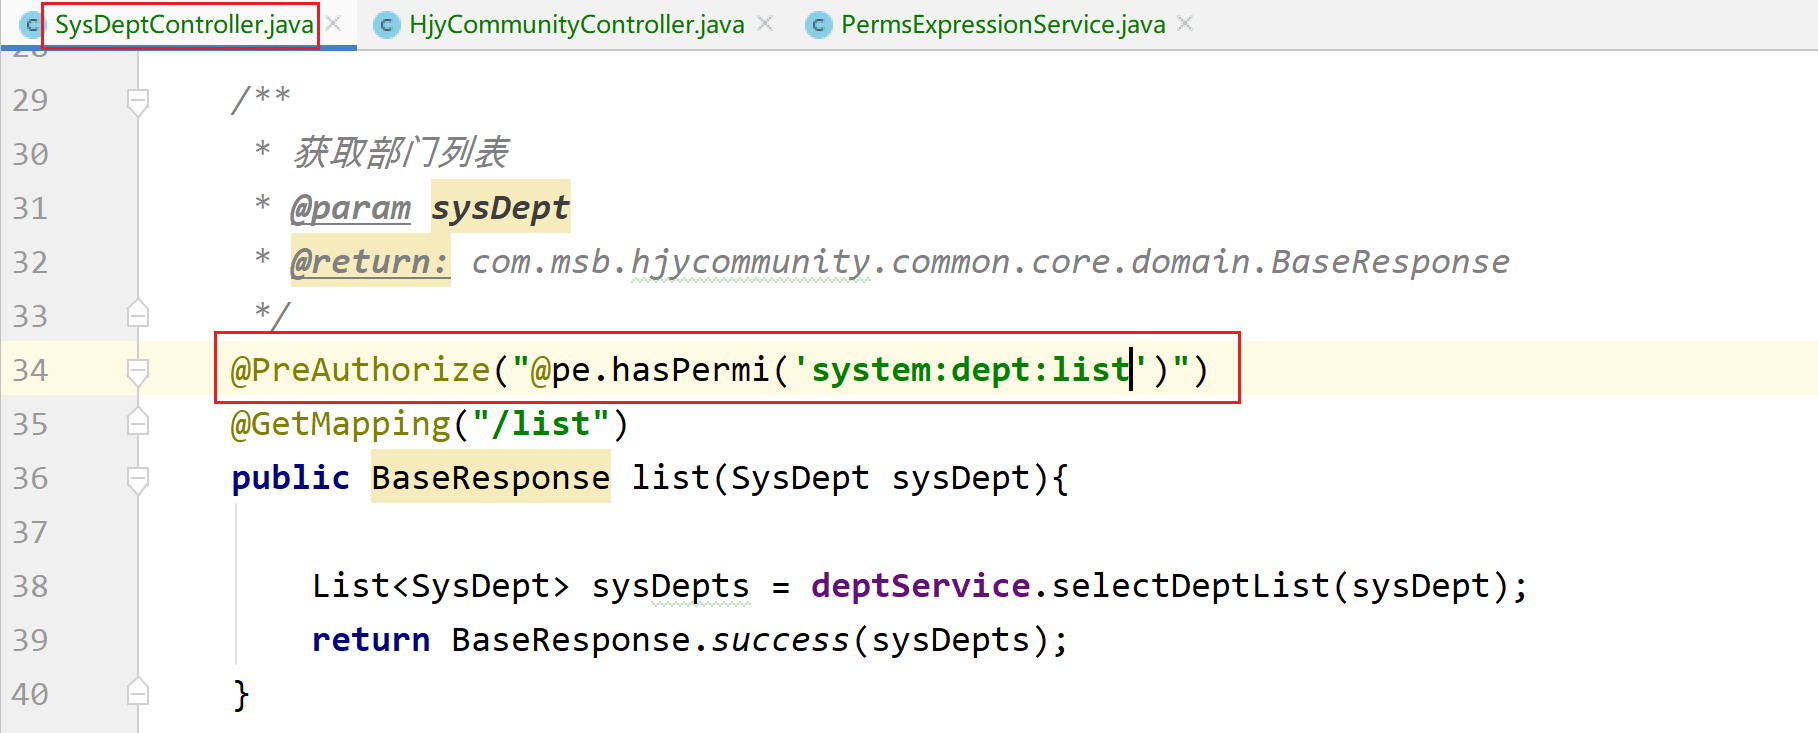 SysDeptController.java HjyCommunityController.java PermsExpressionService.java
28
29 /**
30 * 获取部门列表
31 * @param sysDept
32 * @return: com.msb.hjycommunity.common.core.domain.BaseResponse
33 */
34 @PreAuthorize("@pe.hasPermi('system:dept:list')")
35 @GetMapping("/list")
36 public BaseResponse list(SysDept sysDept){
37
38 List<SysDept> sysDepts = deptService.selectDeptList(sysDept);
39 return BaseResponse.success(sysDepts);
40 }